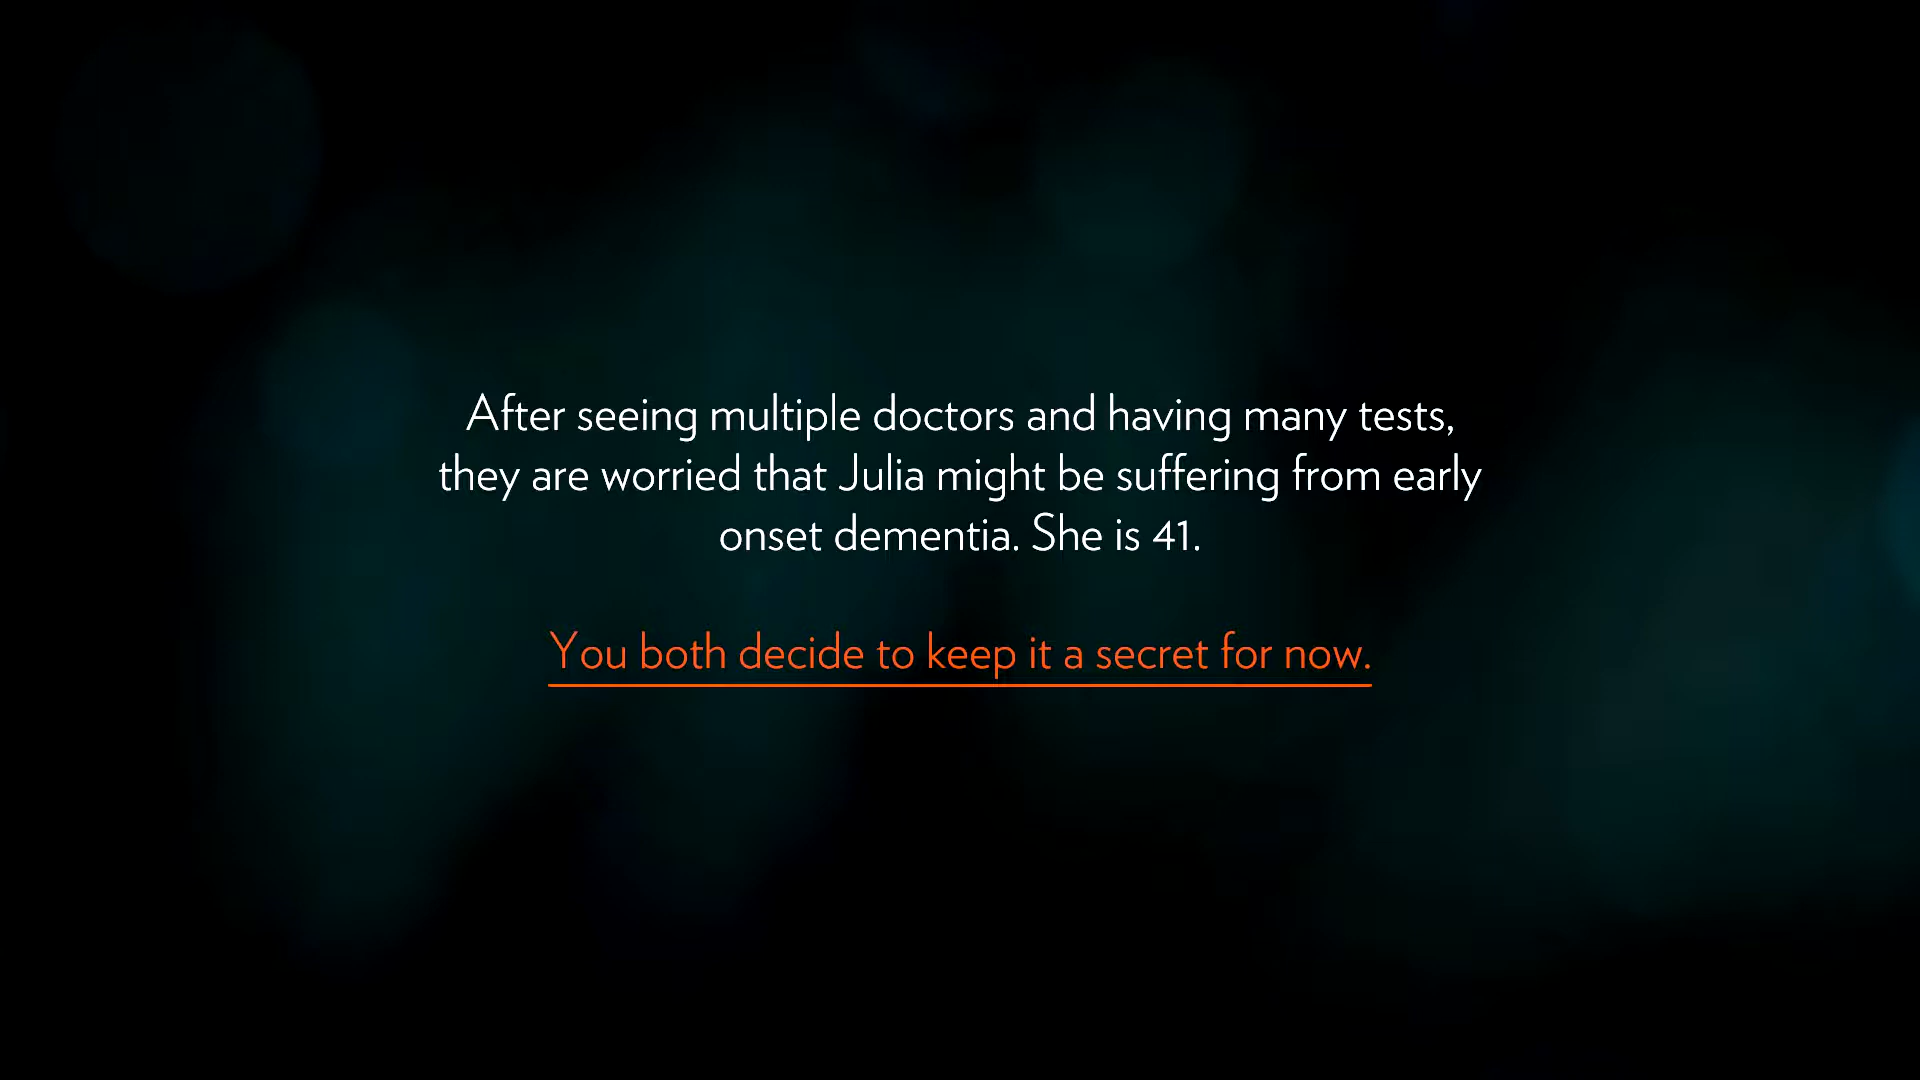 After seeing multiple doctors and having many tests,
they are worried that Julia might be suffering from early
onset dementia. She is 41.
You both decide to keep it a secret for now.